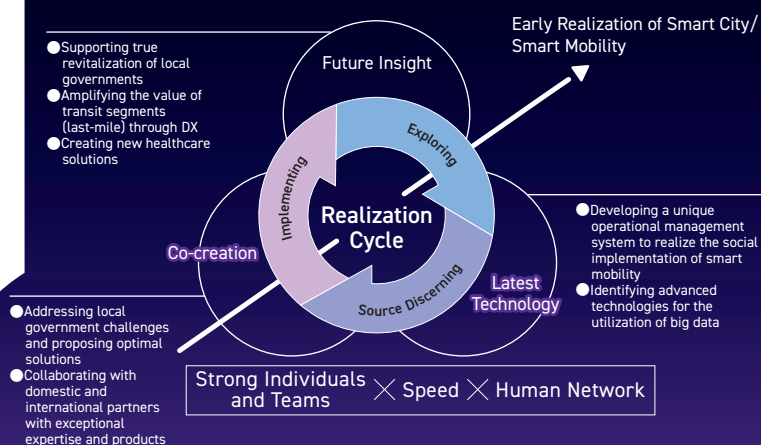 Early Realization of Smart City/
Smart Mobility
●Supporting true
revitalization of local
governments
●Amplifying the value of
transit segments
(last-mile) through DX
●Creating new healthcare
solutions
Future Insight
Exploring
Implementing
Source Discerning
Realization
Cycle
Co-creation
Latest
Technology
●Developing a unique
operational management
system to realize the social
implementation of smart
mobility
●Identifying advanced
technologies for the
utilization of big data
●Addressing local
government challenges
and proposing optimal
solutions
●Collaborating with
domestic and
international partners
with exceptional
expertise and products
Strong Individuals
and Teams × Speed × Human Network